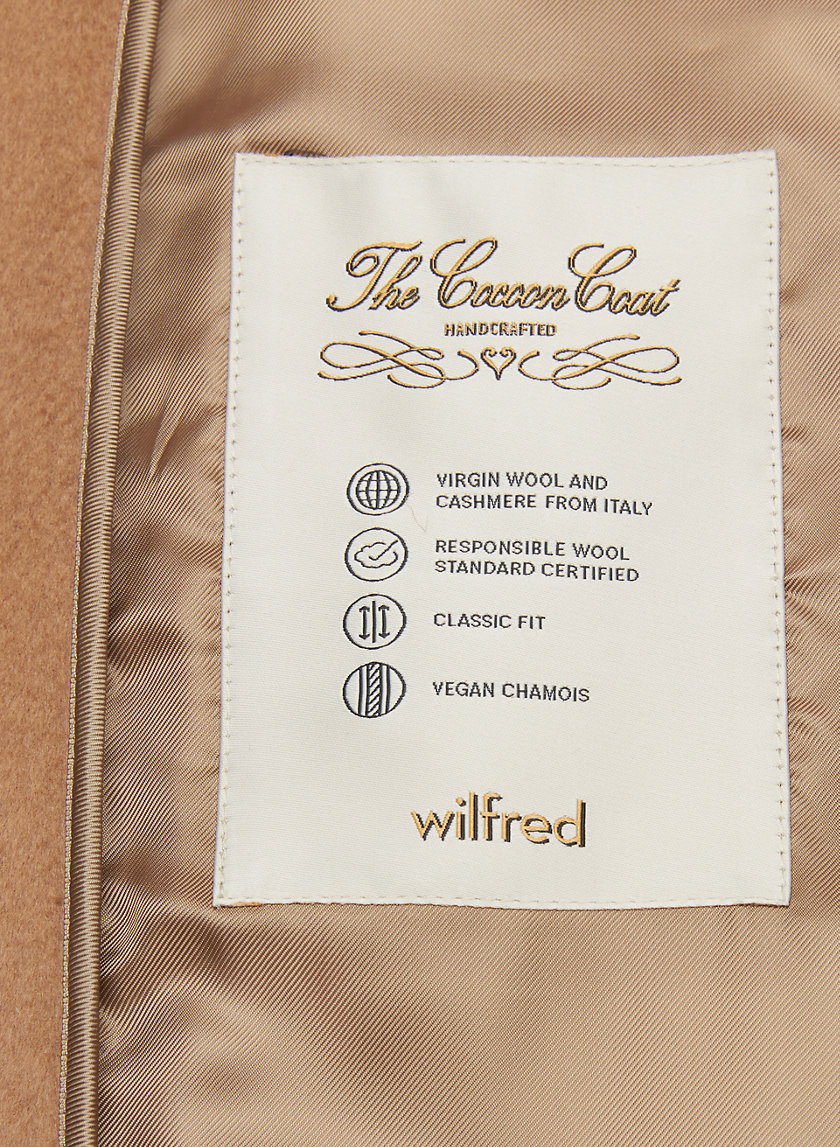 The Cocoon Coat
HANDCRAFTED
VIRGIN WOOL AND
CASHMERE FROM ITALY
RESPONSIBLE WOOL
STANDARD CERTIFIED
CLASSIC FIT
VEGAN CHAMOIS
wilfred